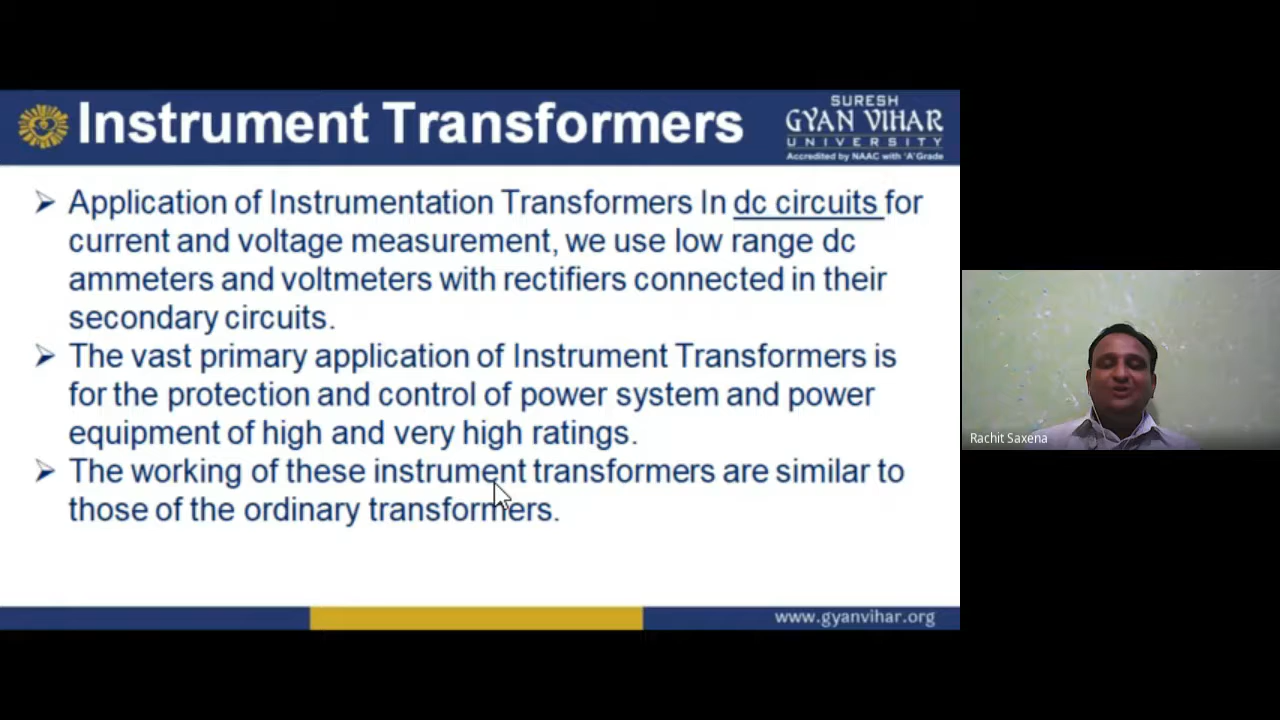 Instrument Transformers
SURESH
GYAN VIHAR
UNIVERSITY
Accredited by NAAC with 'A' Grade
➢ Application of Instrumentation Transformers In dc circuits for
current and voltage measurement, we use low range dc
ammeters and voltmeters with rectifiers connected in their
secondary circuits.
➢ The vast primary application of Instrument Transformers is
for the protection and control of power system and power
equipment of high and very high ratings.
➢ The working of these instrument transformers are similar to
those of the ordinary transformers.
www.gyanvihar.org
Rachit Saxena